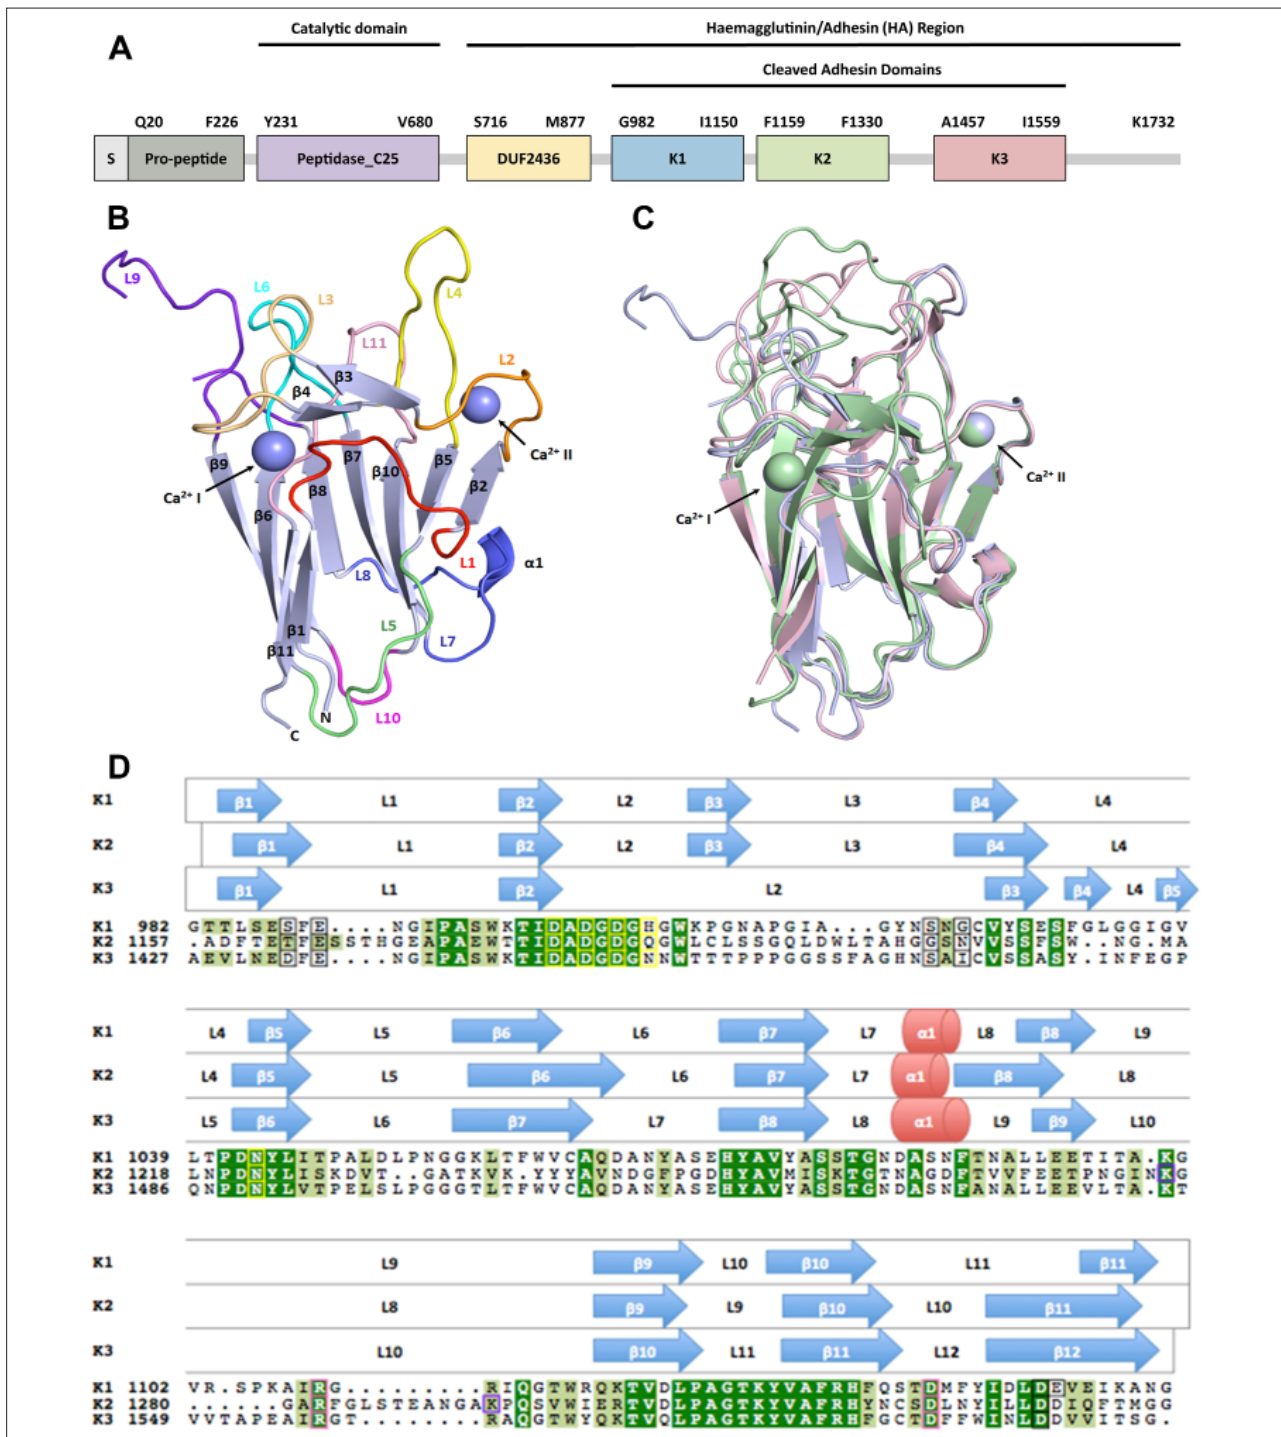 A
Catalytic domain
Haemagglutinin/Adhesin (HA) Region
Cleaved Adhesin Domains
Q20 F226 Y231 V680 S716 M877 G982 I1150 F1159 F1330 A1457 I1559 K1732
S Pro-peptide Peptidase_C25 DUF2436 K1 K2 K3
B
L9
L6
L3
L4
L11
L2
β3
β4
Ca²⁺ II
β9
β7
β5
β10
β8
β2
Ca²⁺ I
β6
L1
α1
L8
L5
L7
β1
β11
L10
N
C
C
Ca²⁺ II
Ca²⁺ I
D
K1 β1 L1 β2 L2 β3 L3 β4 L4
K2 β1 L1 β2 L2 β3 L3 β4 L4
K3 β1 L1 β2 L2 β3 β4 L4 β5
K1 982 GTTLSESFE....NGIPASWKTIDADGDGHGWKPGNAPGIA...GYNSNGCVYSESFGLGGIGV
K2 1157 .ADFTETFESSTHGEAPAEWTTIDADGDGQGWLCLSSGQLDWLTAHGGSNVVSSFSW..NG.MA
K3 1427 AEVLNEDFE....NGIPASWKTIDADGDGNNWTTTPPPGGSSFAGHNSAICVSSASY.INFEGP
K1 L4 β5 L5 β6 L6 β7 L7 α1 L8 β8 L9
K2 L4 β5 L5 β6 L6 β7 L7 α1 β8 L8
K3 L5 β6 L6 β7 L7 β8 L8 α1 L9 β9 L10
K1 1039 LTPDNYLITPALDLPNGGKLTFWVCAQDANYASEHYAVYASSTGNDASNFTNALLEETITA.KG
K2 1218 LNPDNYLISKDVT..GATKVK.YYYAVNDGFPGDHYAVMISKTGTNAGDFTVVFEETPNGINKG
K3 1486 QNPDNYLVTPELSLPGGGTLTFWVCAQDANYASEHYAVYASSTGNDASNFANALLEEVLTA.KT
K1 L9 β9 L10 β10 L11 β11
K2 L8 β9 L9 β10 L10 β11
K3 L10 β10 L11 β11 L12 β12
K1 1102 VR.SPKAIRG.........RIQGTWRQKTVDLPAGTKYVAFRHFQSTDMFYIDLDEVEIKANG
K2 1280 .....GARFGLSTEANGAKPQSVWIERTVDLPAGTKYVAFRHYNCSDLNYILLDDIQFTMGG
K3 1549 VVTAPEAIRGT........RAQGTWYQKTVQLPAGTKYVAFRHFGCTDFFWINLDDVVITSG.